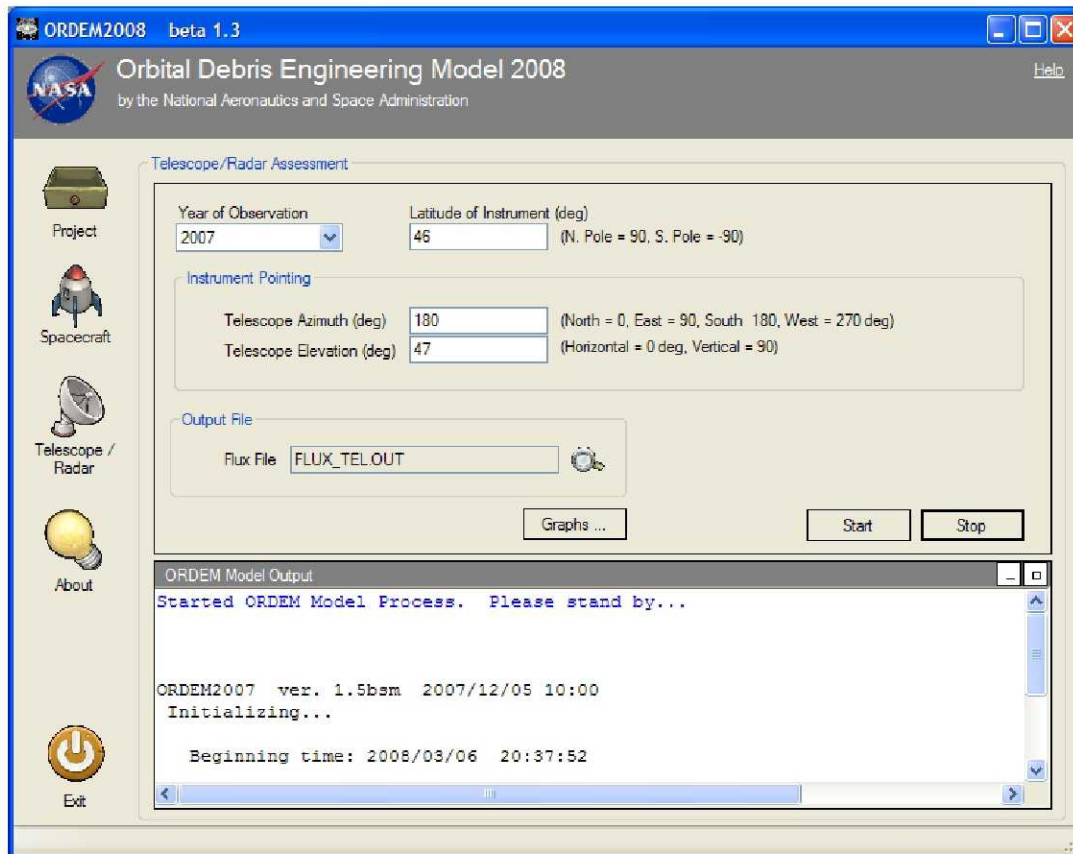 ORDEM2008 beta 1.3
NASA
Orbital Debris Engineering Model 2008
by the National Aeronautics and Space Administration
Help
Project
Spacecraft
Telescope /
Radar
About
Exit
Telescope/Radar Assessment
Year of Observation
2007
Latitude of Instrument (deg)
46 (N. Pole = 90, S. Pole = -90)
Instrument Pointing
Telescope Azimuth (deg) 180 (North = 0, East = 90, South 180, West = 270 deg)
Telescope Elevation (deg) 47 (Horizontal = 0 deg, Vertical = 90)
Output File
Flux File FLUX_TEL.OUT
Graphs ... Start Stop
ORDEM Model Output
Started ORDEM Model Process. Please stand by...
ORDEM2007 ver. 1.5bsm 2007/12/05 10:00
Initializing...
Beginning time: 2008/03/06 20:37:52